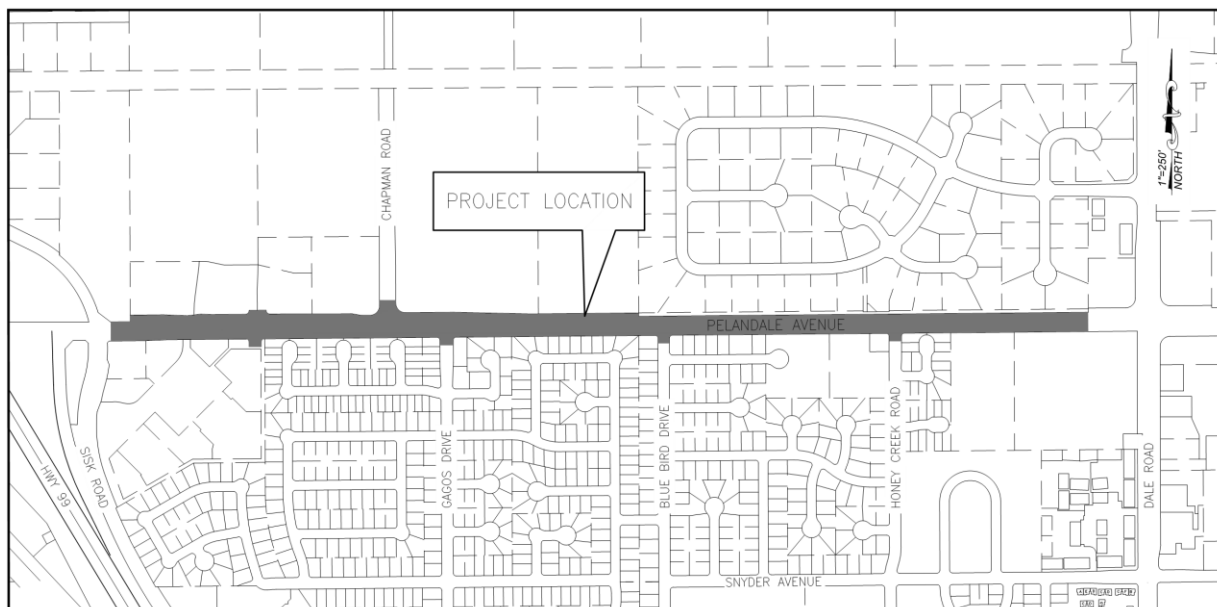 CHAPMAN ROAD
1"=250'
NORTH
PROJECT LOCATION
PELANDALE AVENUE
SISK ROAD
HWY 99
GAGOS DRIVE
BLUE BIRD DRIVE
HONEY CREEK ROAD
DALE ROAD
SNYDER AVENUE